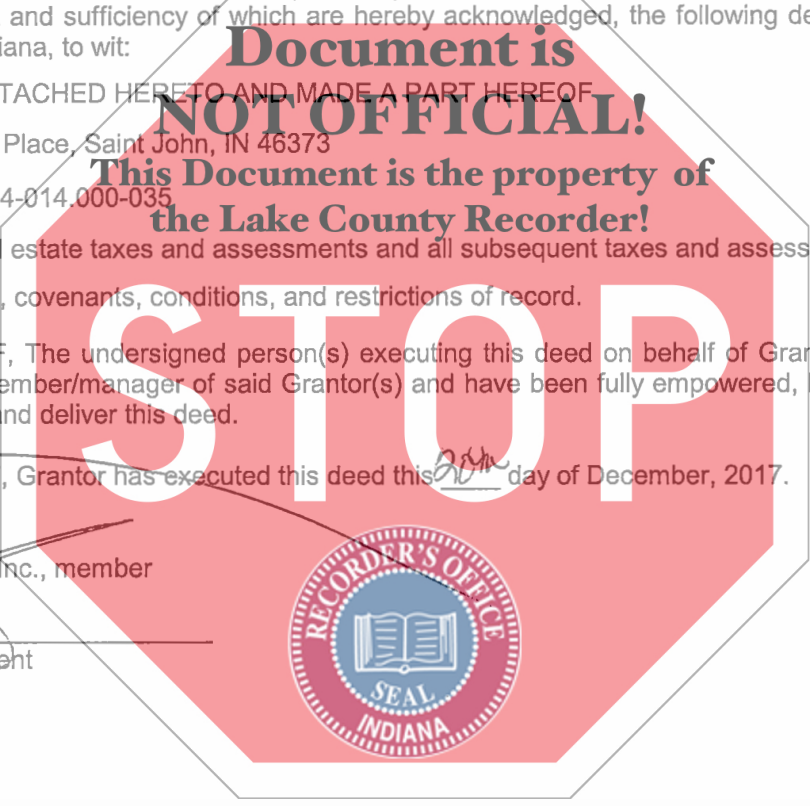 and sufficiency of which are hereby acknowledged, the following de
iana, to wit:
Document is
TACHED HERETO AND MADE A PART HEREOF
NOT OFFICIAL!
Place, Saint John, IN 46373
This Document is the property of
4-014.000-035
the Lake County Recorder!
estate taxes and assessments and all subsequent taxes and assess
, covenants, conditions, and restrictions of record.
STOP
, The undersigned person(s) executing this deed on behalf of Gran
ember/manager of said Grantor(s) and have been fully empowered,
and deliver this deed.
, Grantor has executed this deed this 20th day of December, 2017.
Inc., member
ent
RECORDER'S OFFICE
SEAL
INDIANA